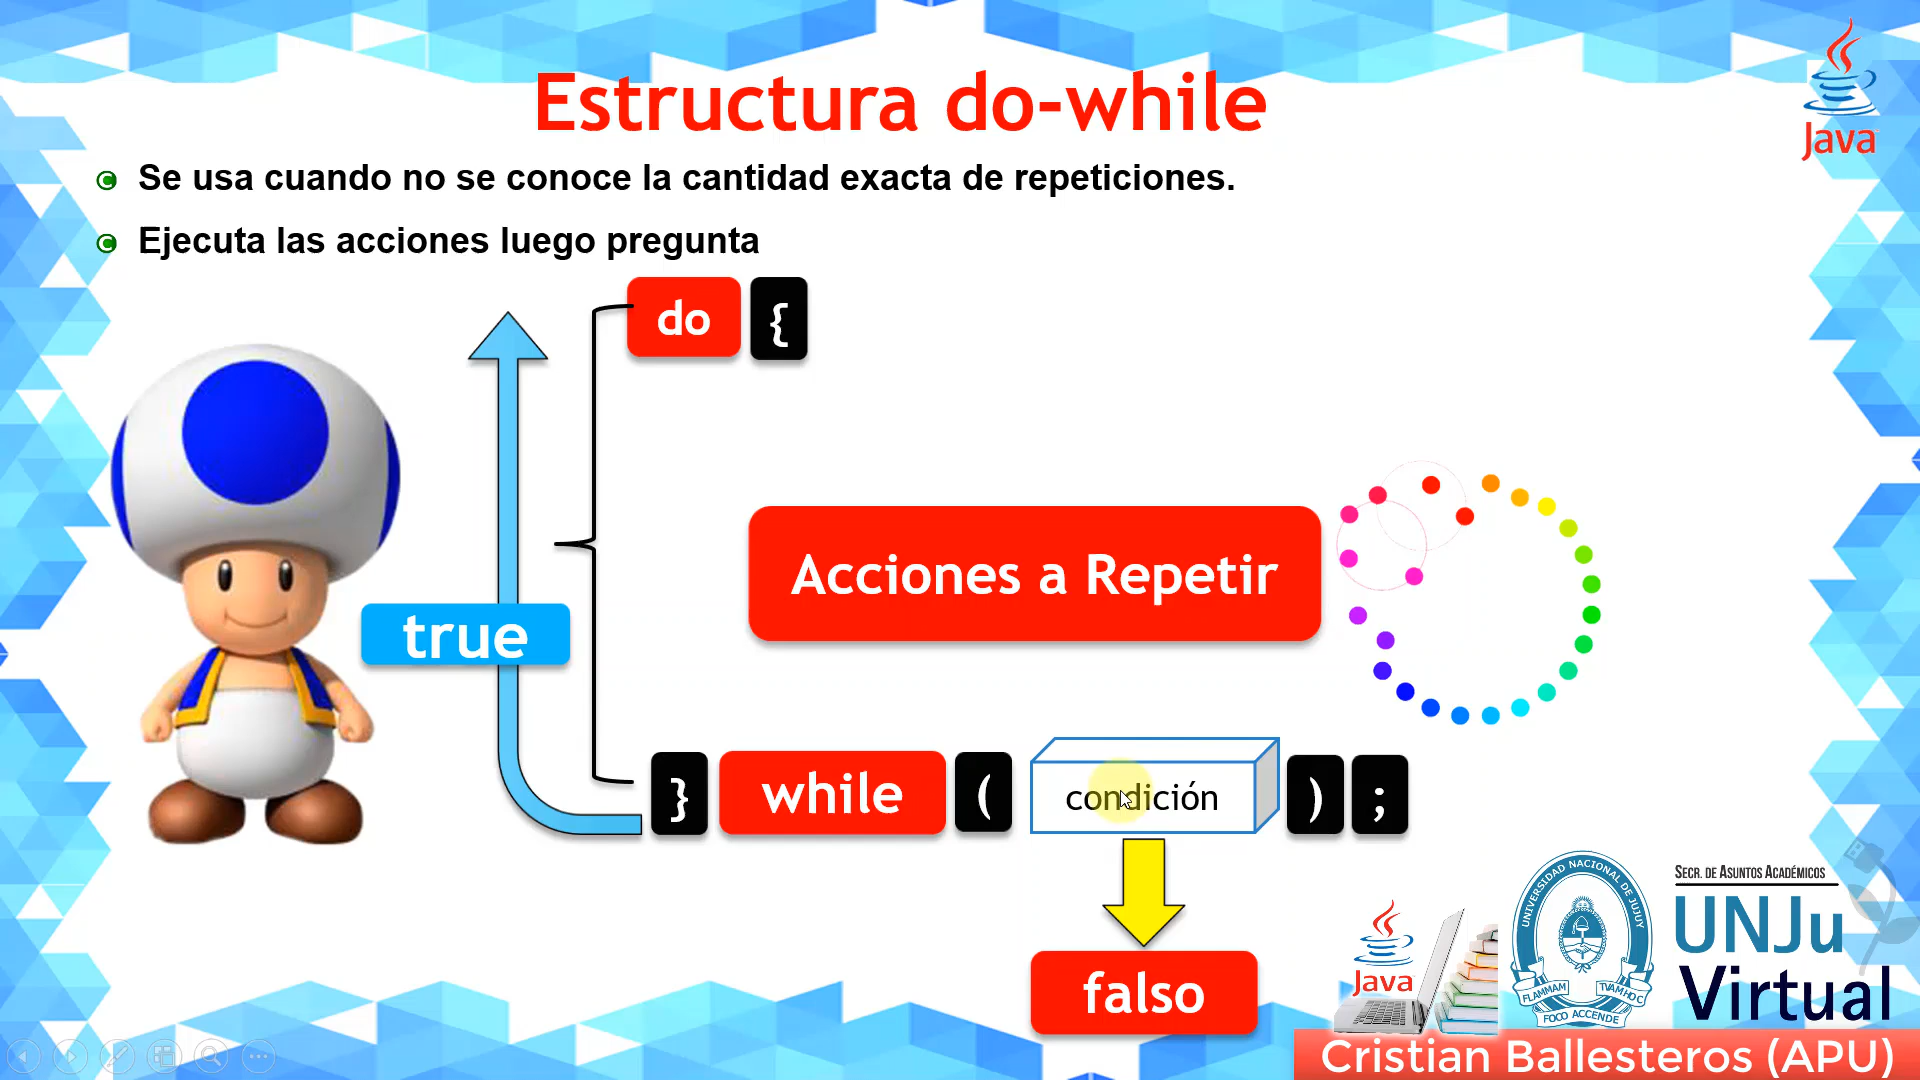 Estructura do-while
Java
Se usa cuando no se conoce la cantidad exacta de repeticiones.
Ejecuta las acciones luego pregunta
do {
Acciones a Repetir
true
} while ( condición ) ;
falso
Java
UNIVERSIDAD NACIONAL DE JUJUY
FLAMMAM TVAM HOC
FOCO ACCENDE
SECR. DE ASUNTOS ACADÉMICOS
UNJu
Virtual
Cristian Ballesteros (APU)